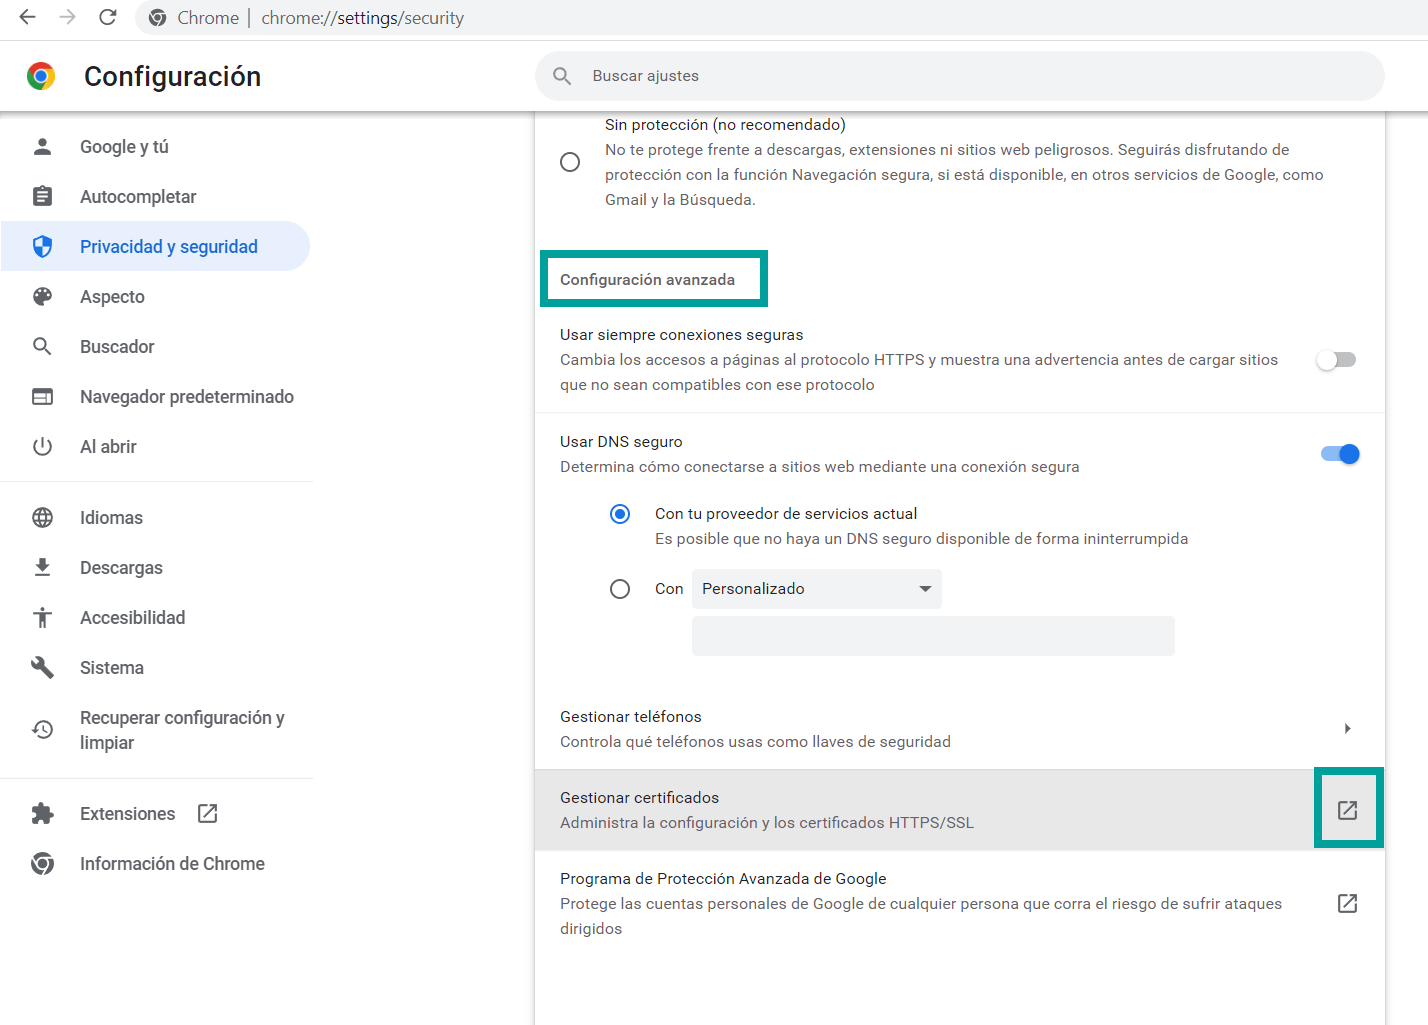 Chrome | chrome://settings/security
Configuración
Buscar ajustes
Google y tú
Autocompletar
Privacidad y seguridad
Aspecto
Buscador
Navegador predeterminado
Al abrir
Idiomas
Descargas
Accesibilidad
Sistema
Recuperar configuración y
limpiar
Extensiones
Información de Chrome
Sin protección (no recomendado)
No te protege frente a descargas, extensiones ni sitios web peligrosos. Seguirás disfrutando de
protección con la función Navegación segura, si está disponible, en otros servicios de Google, como
Gmail y la Búsqueda.
Configuración avanzada
Usar siempre conexiones seguras
Cambia los accesos a páginas al protocolo HTTPS y muestra una advertencia antes de cargar sitios
que no sean compatibles con ese protocolo
Usar DNS seguro
Determina cómo conectarse a sitios web mediante una conexión segura
Con tu proveedor de servicios actual
Es posible que no haya un DNS seguro disponible de forma ininterrumpida
Con Personalizado
Gestionar teléfonos
Controla qué teléfonos usas como llaves de seguridad
Gestionar certificados
Administra la configuración y los certificados HTTPS/SSL
Programa de Protección Avanzada de Google
Protege las cuentas personales de Google de cualquier persona que corra el riesgo de sufrir ataques
dirigidos